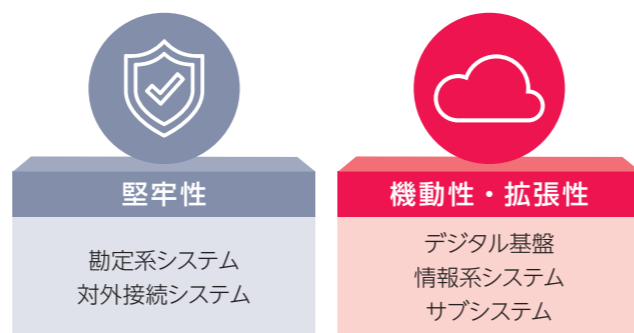 堅牢性
勘定系システム
対外接続システム
機動性・拡張性
デジタル基盤
情報系システム
サブシステム